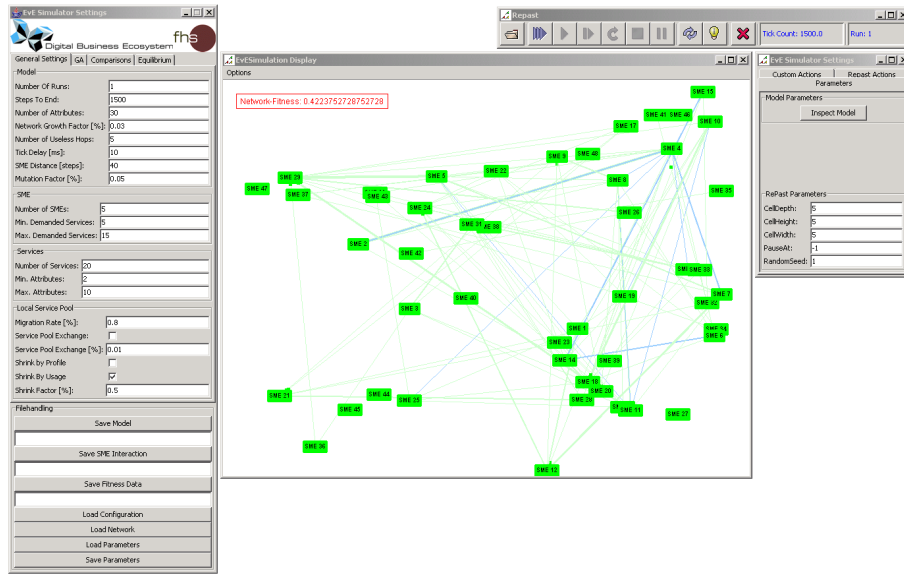 EvE Simulator Settings
Digital Business Ecosystem
fhs
General Settings GA Comparisons Equilibrium
Model
Number Of Runs: 1
Steps To End: 1500
Number of Attributes: 30
Network Growth Factor [%]: 0.03
Number of Useless Hops: 5
Tick Delay [ms]: 10
SME Distance [steps]: 40
Mutation Factor [%]: 0.05
SME
Number of SMEs: 5
Min. Demanded Services: 5
Max. Demanded Services: 15
Services
Number of Services: 20
Min. Attributes: 2
Max. Attributes: 10
Local Service Pool
Migration Rate [%]: 0.8
Service Pool Exchange:
Service Pool Exchange [%]: 0.01
Shrink by Profile
Shrink By Usage
Shrink Factor [%]: 0.5
Filehandling
Save Model
Save SME Interaction
Save Fitness Data
Load Configuration
Load Network
Load Parameters
Save Parameters
EvESimulation Display
Options
Network-Fitness: 0.4223752728752728
SME 15
SME 41 SME 46
SME 10
SME 17
SME 4
SME 9
SME 48
SME 22
SME 5
SME 29
SME 8
SME 47
SME 37
SME 43
SME 35
SME 24
SME 26
SME 31
SME 38
SME 2
SME 42
SME 33
SME 40
SME 19
SME 7
SME 32
SME 3
SME 1
SME 34
SME 6
SME 23
SME 14
SME 39
SME 18
SME 20
SME 21
SME 44
SME 25
SME 28
SME 45
SME 11
SME 27
SME 36
SME 12
Repast
Tick Count: 1500.0
Run: 1
EvE Simulator Settings
Custom Actions Repast Actions
Parameters
Model Parameters
Inspect Model
RePast Parameters
CellDepth: 5
CellHeight: 5
CellWidth: 5
PauseAt: -1
RandomSeed: 1